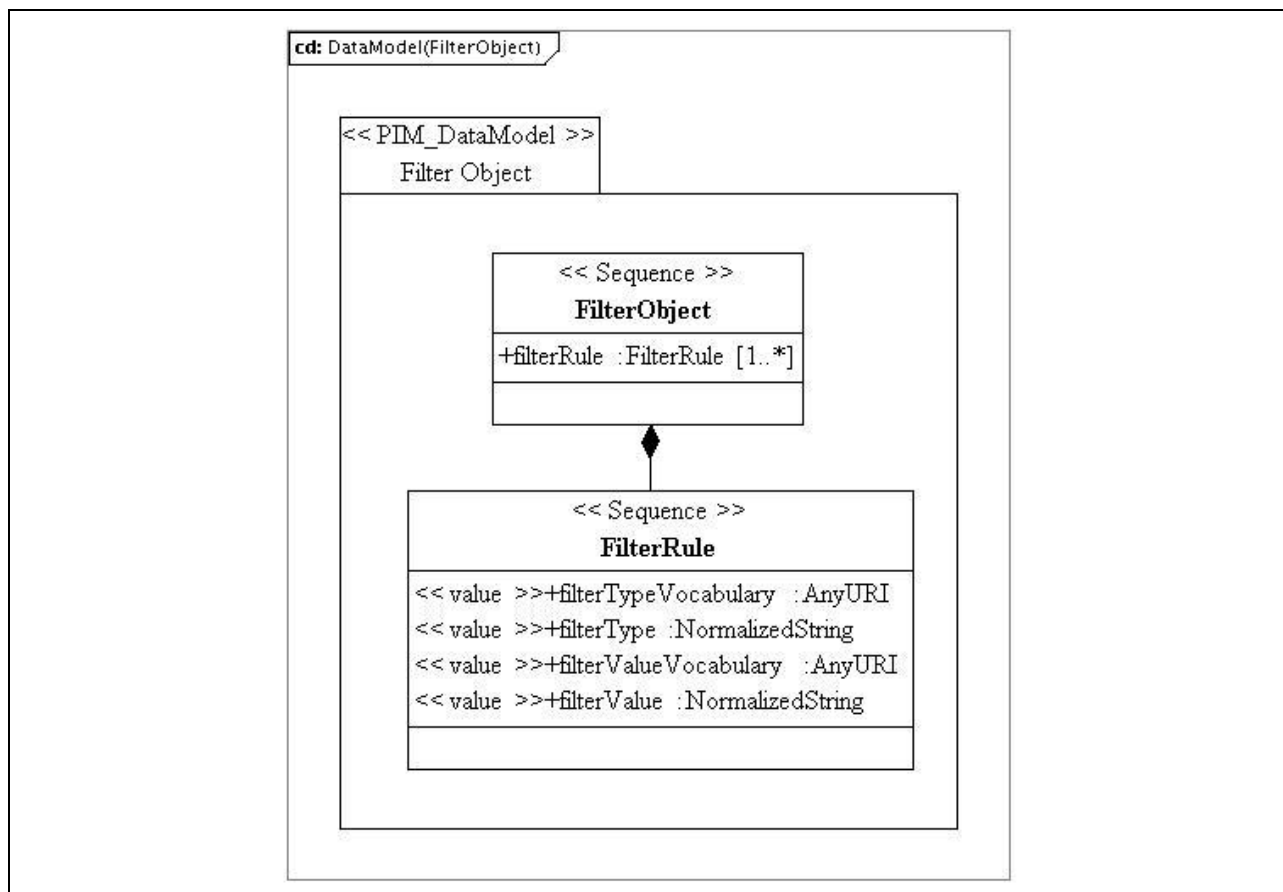 cd: DataModel(FilterObject)
<< PIM_DataModel >>
Filter Object
<< Sequence >>
FilterObject
+filterRule :FilterRule [1..*]
<< Sequence >>
FilterRule
<< value >>+filterTypeVocabulary :AnyURI
<< value >>+filterType :NormalizedString
<< value >>+filterValueVocabulary :AnyURI
<< value >>+filterValue :NormalizedString